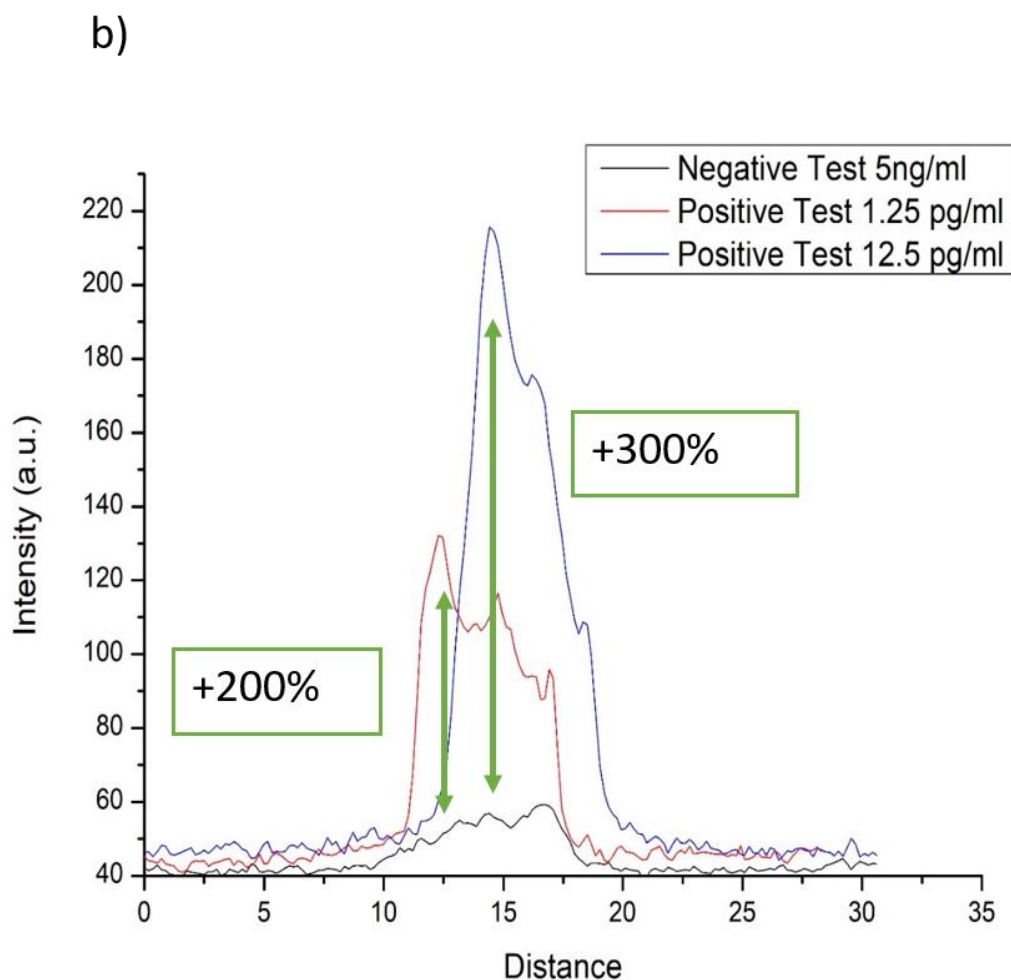 b)
Negative Test 5ng/ml
Positive Test 1.25 pg/ml
Positive Test 12.5 pg/ml
220
200
180
160
140
120
100
80
60
40
+300%
+200%
Intensity (a.u.)
0 5 10 15 20 25 30 35
Distance